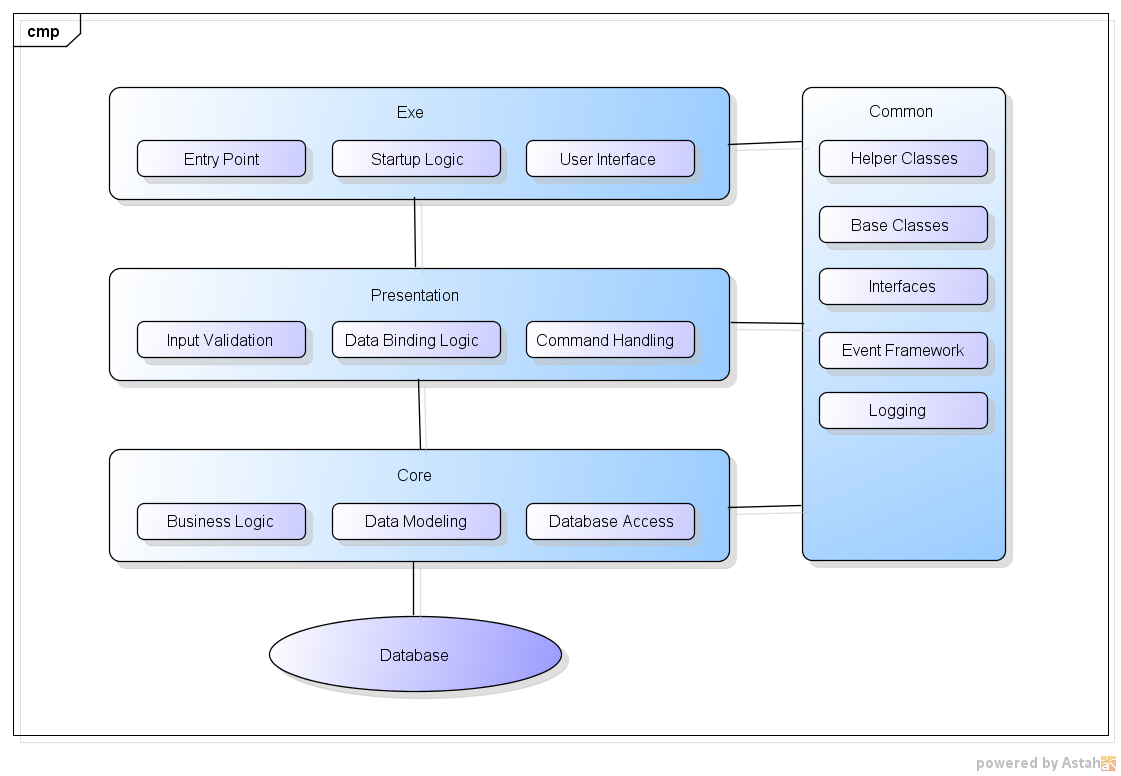 cmp
Exe
Entry Point
Startup Logic
User Interface
Presentation
Input Validation
Data Binding Logic
Command Handling
Core
Business Logic
Data Modeling
Database Access
Database
Common
Helper Classes
Base Classes
Interfaces
Event Framework
Logging
powered by Astah